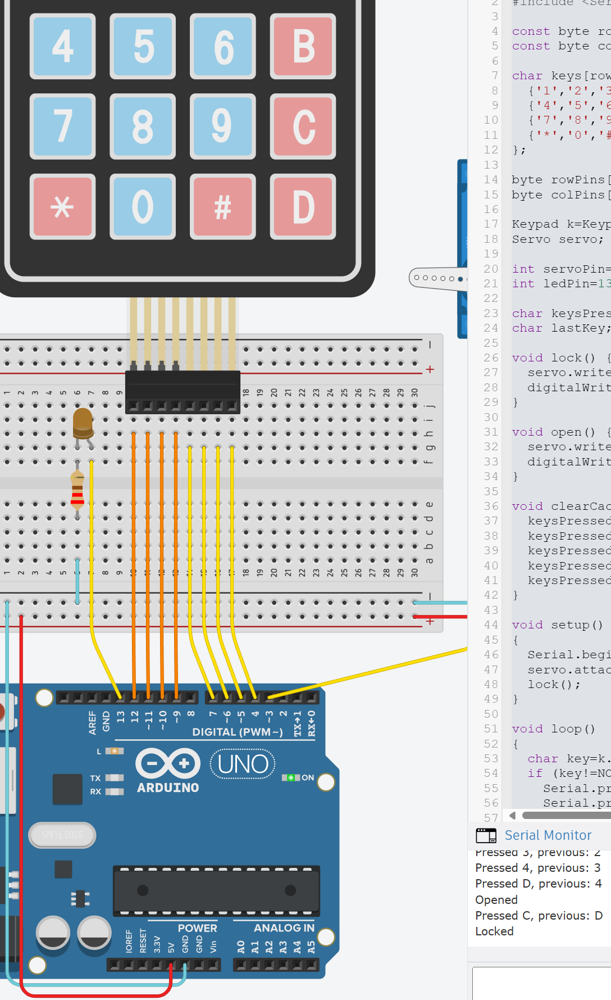 4 5 6 B
7 8 9 C
* 0 # D
1 2 3 4 5 6 7 8 9 18 19 20 21 22 23 24 25 26 27 28 29 30
j
i
h
g
f
e
d
c
b
a
1 2 3 4 5 6 7 8 9 10 11 12 13 14 15 16 17 18 19 20 21 22 23 24 25 26 27 28 29 30
AREF GND 13 12 ~11 ~10 ~9 8 7 ~6 ~5 4 ~3 2 TX→1 RX←0
DIGITAL (PWM~)
L
UNO
ARDUINO
TX
RX
ON
SPK16.000G
POWER
ANALOG IN
IOREF RESET 3.3V 5V GND GND Vin A0 A1 A2 A3 A4 A5
2 #include <Ser
3
4 const byte ro
5 const byte co
6
7 char keys[row
8 {'1','2','3
9 {'4','5','6
10 {'7','8','9
11 {'*','0','#
12 };
13
14 byte rowPins[
15 byte colPins[
16
17 Keypad k=Keyp
18 Servo servo;
19
20 int servoPin=
21 int ledPin=13
22
23 char keysPres
24 char lastKey;
25
26 void lock() {
27 servo.write
28 digitalWrit
29 }
30
31 void open() {
32 servo.write
33 digitalWrit
34 }
35
36 void clearCac
37 keysPressed
38 keysPressed
39 keysPressed
40 keysPressed
41 keysPressed
42 }
43
44 void setup()
45 {
46 Serial.begi
47 servo.attac
48 lock();
49 }
50
51 void loop()
52 {
53 char key=k.
54 if (key!=NO
55 Serial.pr
56 Serial.pr
57
Serial Monitor
Pressed 3, previous: 2
Pressed 4, previous: 3
Pressed D, previous: 4
Opened
Pressed C, previous: D
Locked